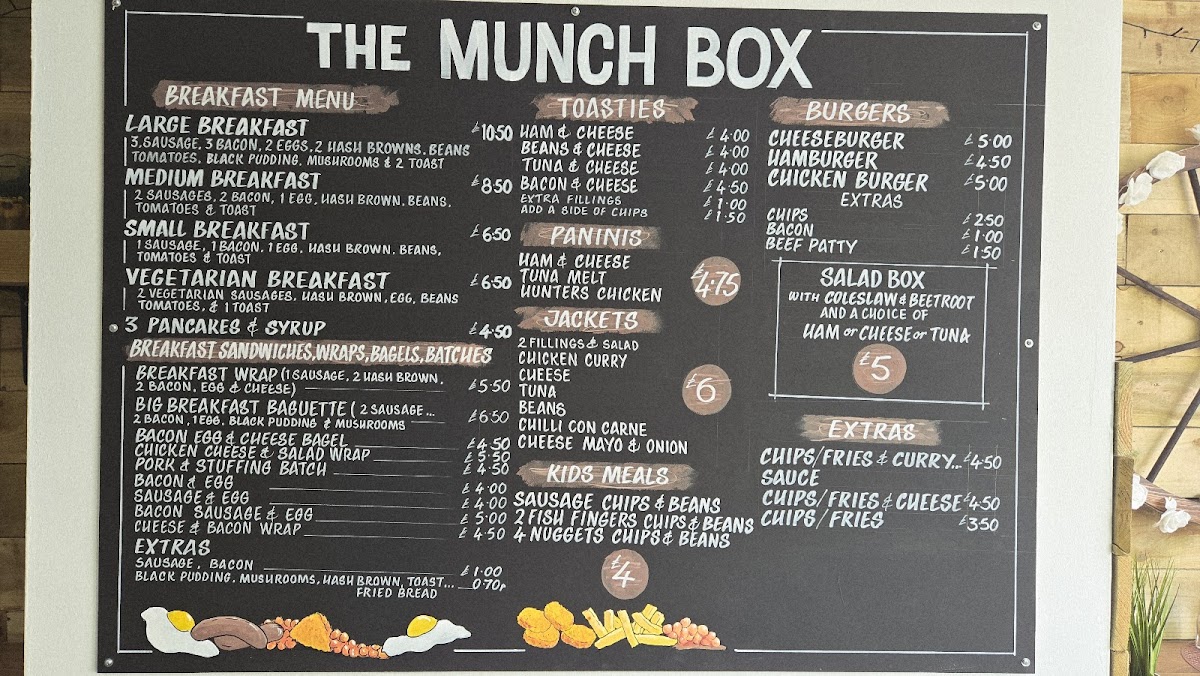 THE MUNCH BOX
BREAKFAST MENU
LARGE BREAKFAST £10.50
3, SAUSAGE, 3 BACON, 2 EGGS, 2 HASH BROWNS, BEANS
TOMATOES, BLACK PUDDING, MUSHROOMS & 2 TOAST
MEDIUM BREAKFAST £8.50
2 SAUSAGES, 2 BACON, 1 EGG, HASH BROWN, BEANS,
TOMATOES & TOAST
SMALL BREAKFAST £6.50
1 SAUSAGE, 1 BACON, 1 EGG, HASH BROWN, BEANS,
TOMATOES & TOAST
VEGETARIAN BREAKFAST £6.50
2 VEGETARIAN SAUSAGES, HASH BROWN, EGG, BEANS
TOMATOES, & 1 TOAST
3 PANCAKES & SYRUP £4.50
BREAKFAST SANDWICHES, WRAPS, BAGELS, BATCHES
BREAKFAST WRAP (1 SAUSAGE, 2 HASH BROWN,
2 BACON, EGG & CHEESE) £5.50
BIG BREAKFAST BAGUETTE ( 2 SAUSAGE...
2 BACON, 1 EGG, BLACK PUDDING & MUSHROOMS £6.50
BACON EGG & CHEESE BAGEL £4.50
CHICKEN CHEESE & SALAD WRAP £5.50
PORK & STUFFING BATCH £4.50
BACON & EGG £4.00
SAUSAGE & EGG £4.00
BACON SAUSAGE & EGG £5.00
CHEESE & BACON WRAP £4.50
EXTRAS
SAUSAGE, BACON £1.00
BLACK PUDDING, MUSHROOMS, HASH BROWN, TOAST... 0.70p
FRIED BREAD
TOASTIES
HAM & CHEESE £4.00
BEANS & CHEESE £4.00
TUNA & CHEESE £4.00
BACON & CHEESE £4.50
EXTRA FILLINGS £1.00
ADD A SIDE OF CHIPS £1.50
PANINIS
HAM & CHEESE
TUNA MELT
HUNTERS CHICKEN
£4.75
JACKETS
2 FILLINGS & SALAD
CHICKEN CURRY
CHEESE
TUNA
BEANS
CHILLI CON CARNE
CHEESE MAYO & ONION
£6
KIDS MEALS
SAUSAGE CHIPS & BEANS
2 FISH FINGERS CHIPS & BEANS
4 NUGGETS CHIPS & BEANS
£4
BURGERS
CHEESEBURGER £5.00
HAMBURGER £4.50
CHICKEN BURGER £5.00
EXTRAS
CHIPS £2.50
BACON £1.00
BEEF PATTY £1.50
SALAD BOX
WITH COLESLAW & BEETROOT
AND A CHOICE OF
HAM OR CHEESE OR TUNA
£5
EXTRAS
CHIPS/FRIES & CURRY... £4.50
SAUCE
CHIPS/FRIES & CHEESE £4.50
CHIPS/FRIES £3.50